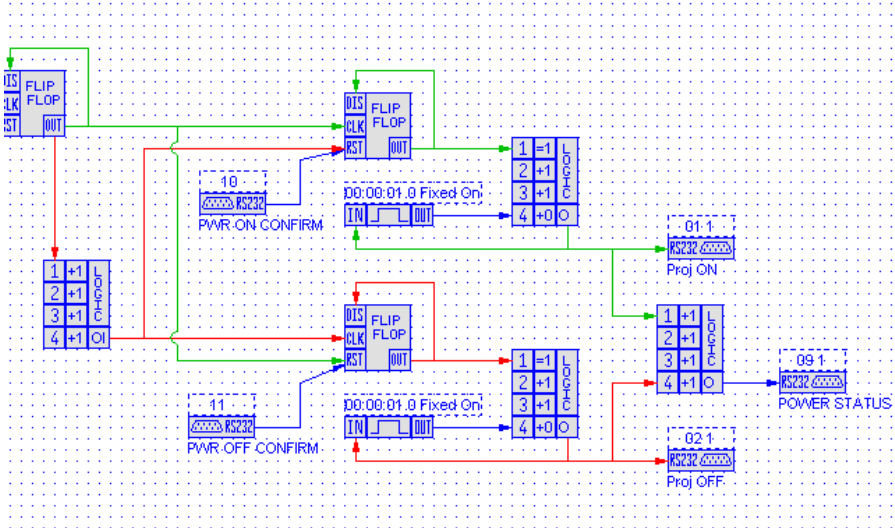 DIS
CLK
RST
FLIP
FLOP
OUT
DIS
CLK
RST
FLIP
FLOP
OUT
10
RS232
PWR ON CONFIRM
00:00:01.0 Fixed On
IN
OUT
1 =1
2 +1
3 +1
4 +0 O
LOGIC
01 1
RS232
Proj ON
1 +1
2 +1
3 +1
4 +1 OI
LOGIC
DIS
CLK
RST
FLIP
FLOP
OUT
11
RS232
PWR OFF CONFIRM
00:00:01.0 Fixed On
IN
OUT
1 =1
2 +1
3 +1
4 +0 O
LOGIC
1 +1
2 +1
3 +1
4 +1 O
LOGIC
09 1
RS232
POWER STATUS
02 1
RS232
Proj OFF